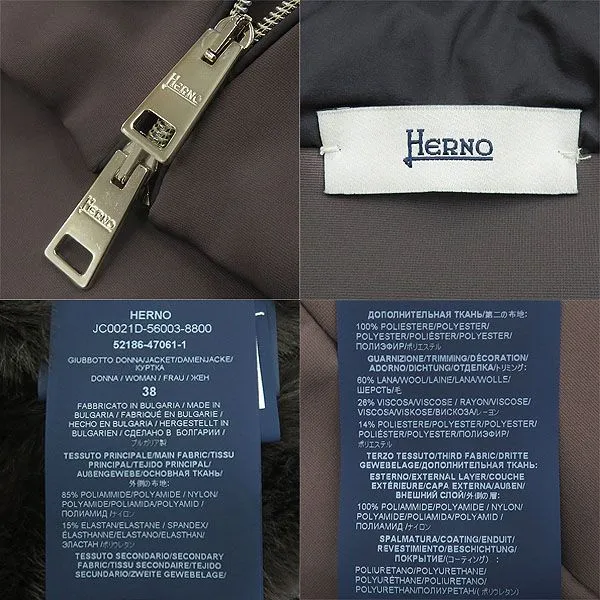 HERNO
HERNO
HERNO
HERNO
JC0021D-56003-8800
52186-47061-1
GIUBBOTTO DONNA/JACKET/DAMENJACKE/
КУРТКА
DONNA / WOMAN / FRAU / ЖЕН
38
FABBRICATO IN BULGARIA / MADE IN
BULGARIA / FABRIQUÉ EN BULGARIE /
HECHO EN BULGARIA / HERGESTELLT IN
BULGARIEN / СДЕЛАНО В БОЛГАРИИ /
ブルガリア製
TESSUTO PRINCIPALE/MAIN FABRIC/TISSU
PRINCIPAL/TEJIDO PRINCIPAL/
AUßENGEWEBE/ОСНОВНАЯ ТКАНЬ/
外側の布地:
85% POLIAMMIDE/POLYAMIDE / NYLON/
POLYAMIDE/POLIAMIDA/POLYAMID /
ПОЛИАМИД /ナイロン
15% ELASTAN/ELASTANE / SPANDEX/
ÉLASTHANNE/ELASTANO/ELASTHAN/
ЭЛАСТАН /ポリウレタン
TESSUTO SECONDARIO/SECONDARY
FABRIC/TISSU SECONDAIRE/TEJIDO
SECUNDARIO/ZWEITE GEWEBELAGE/
ДОПОЛНИТЕЛЬНАЯ ТКАНЬ/第二の布地:
100% POLIESTERE/POLYESTER/
POLYESTER/POLIÉSTER/POLYESTER/
ПОЛИЭФИР/ポリエステル
GUARNIZIONE/TRIMMING/DÉCORATION/
ADORNO/DICHTUNG/ОТДЕЛКА/トリミング:
60% LANA/WOOL/LAINE/LANA/WOLLE/
ШЕРСТЬ/毛
26% VISCOSA/VISCOSE / RAYON/VISCOSE/
VISCOSA/VISKOSE/ВИСКОЗА/レーヨン
14% POLIESTERE/POLYESTER/
POLYESTER/POLIÉSTER/POLYESTER/ПОЛИЭФИР/
ポリエステル
TERZO TESSUTO/THIRD FABRIC/DRITTE
GEWEBELAGE/ДОПОЛНИТЕЛЬНАЯ ТКАНЬ:
ESTERNO/EXTERNAL LAYER/COUCHE
EXTÉRIEURE/CAPA EXTERNA/AUßEN/
ВНЕШНИЙ СЛОЙ/外側の層:
100% POLIAMMIDE/POLYAMIDE / NYLON/
POLYAMIDE/POLIAMIDA/POLYAMID/
ПОЛИАМИД/ナイロン
SPALMATURA/COATING/ENDUIT/
REVESTIMIENTO/BESCHICHTUNG/
ПОКРЫТИЕ/(コーティング) :
POLIURETANO/POLYURETHANE/
POLYURÉTHANE/POLIURETANO/
POLYURETHAN/ПОЛИУРЕТАН/(ポリウレタン)